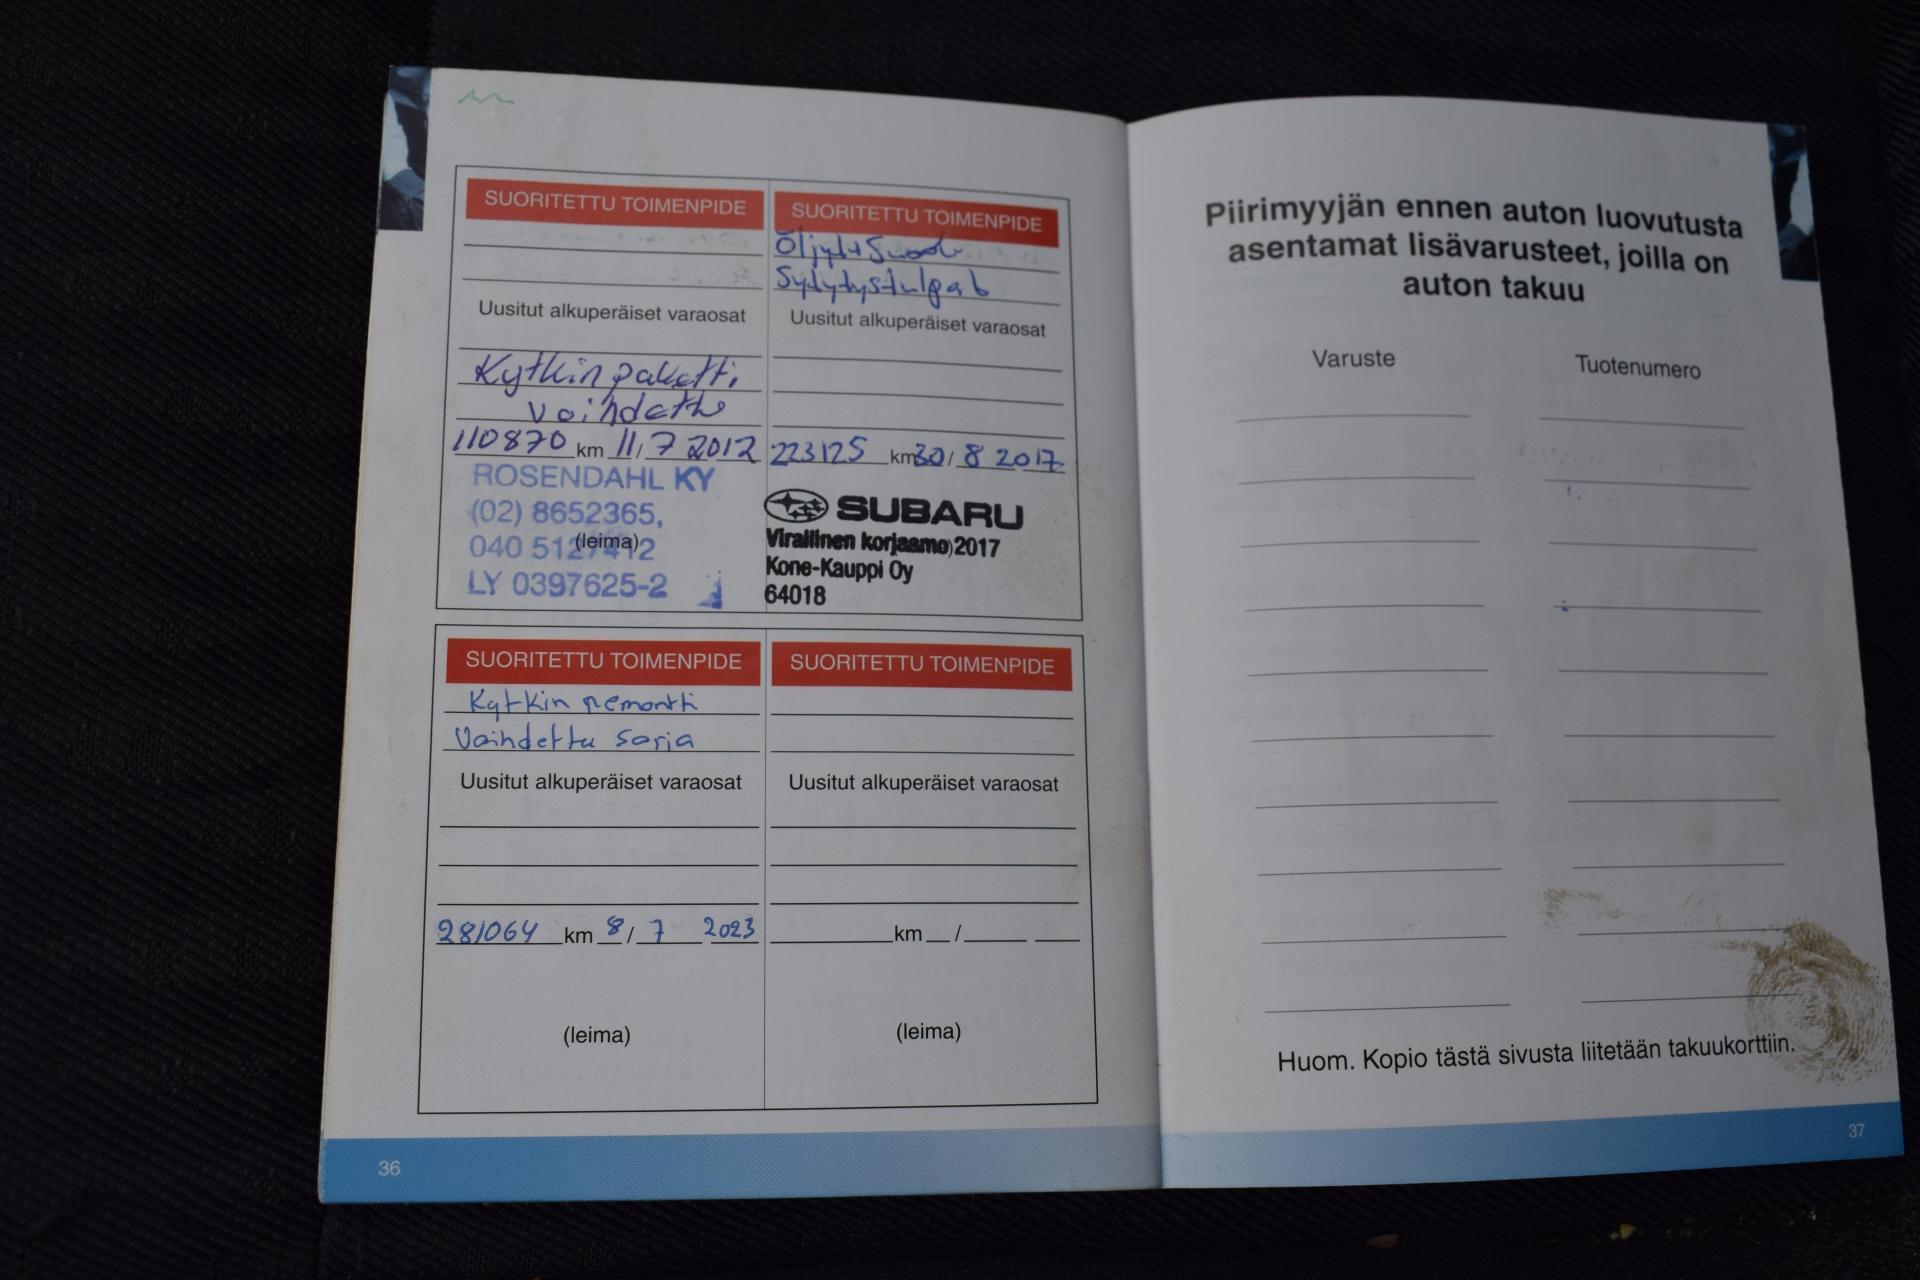 SUORITETTU TOIMENPIDE
Uusitut alkuperäiset varaosat
Kytkinpaketti
voihdettu
110870 km 11/7 2012
ROSENDAHL KY
(02) 8652365,
040 5127412
(leima)
LY 0397625-2
SUORITETTU TOIMENPIDE
Öljyt+Suod.
Sytytystulpat
Uusitut alkuperäiset varaosat
223125 km 30/8 2017
SUBARU
Virallinen korjaamo 2017
Kone-Kauppi Oy
64018
SUORITETTU TOIMENPIDE
Kytkin remontti
Vaihdettu sarja
Uusitut alkuperäiset varaosat
281064 km 8/7 2023
(leima)
SUORITETTU TOIMENPIDE
Uusitut alkuperäiset varaosat
km /
(leima)
36
Piirimyyjän ennen auton luovutusta
asentamat lisävarusteet, joilla on
auton takuu
Varuste Tuotenumero
Huom. Kopio tästä sivusta liitetään takuukorttiin.
37